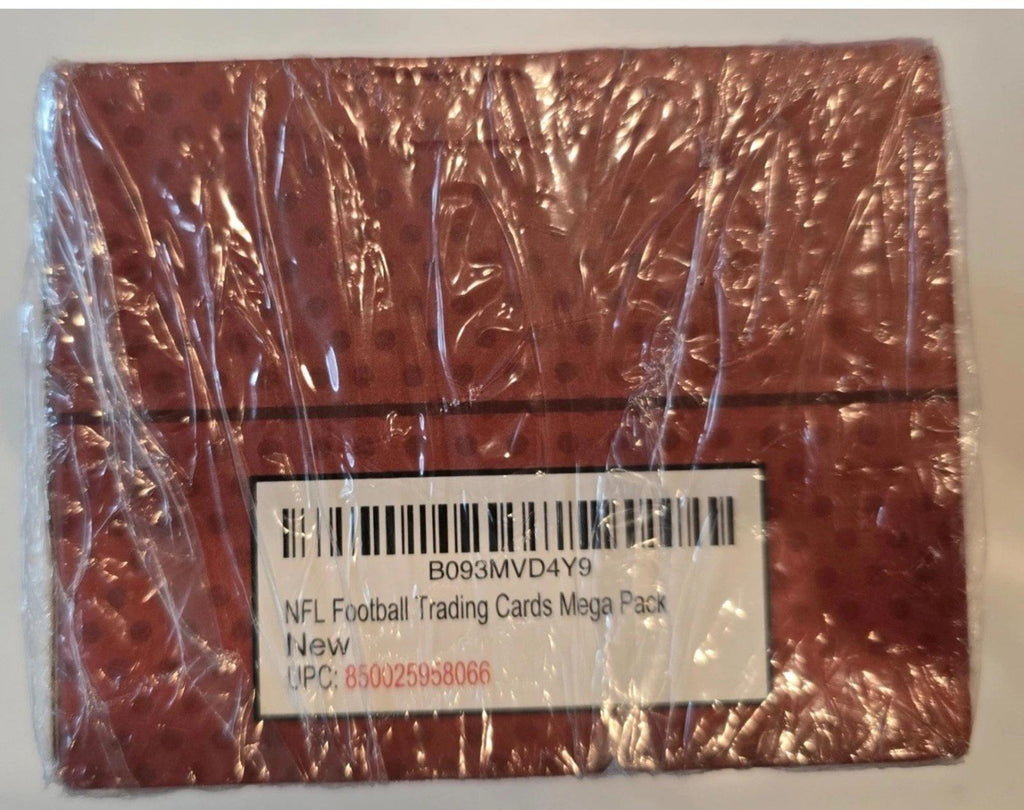 B093MVD4Y9
NFL Football Trading Cards Mega Pack
New
UPC: 850025958066